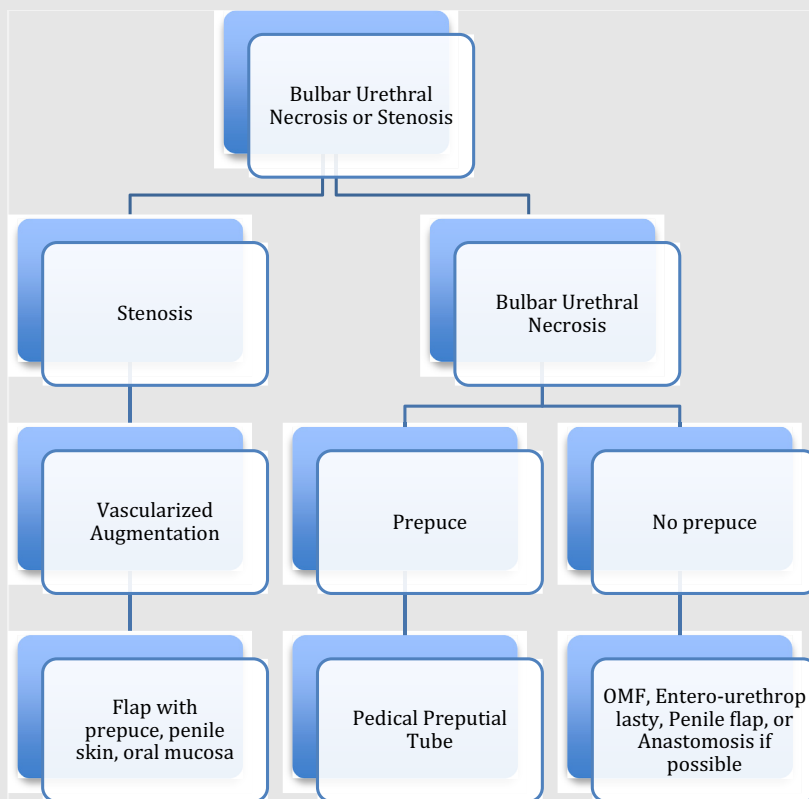 Bulbar Urethral
Necrosis or Stenosis
Stenosis
Bulbar Urethral
Necrosis
Vascularized
Augmentation
Prepuce
No prepuce
Flap with
prepuce, penile
skin, oral mucosa
Pedical Preputial
Tube
OMF, Entero-urethrop
lasty, Penile flap, or
Anastomosis if
possible